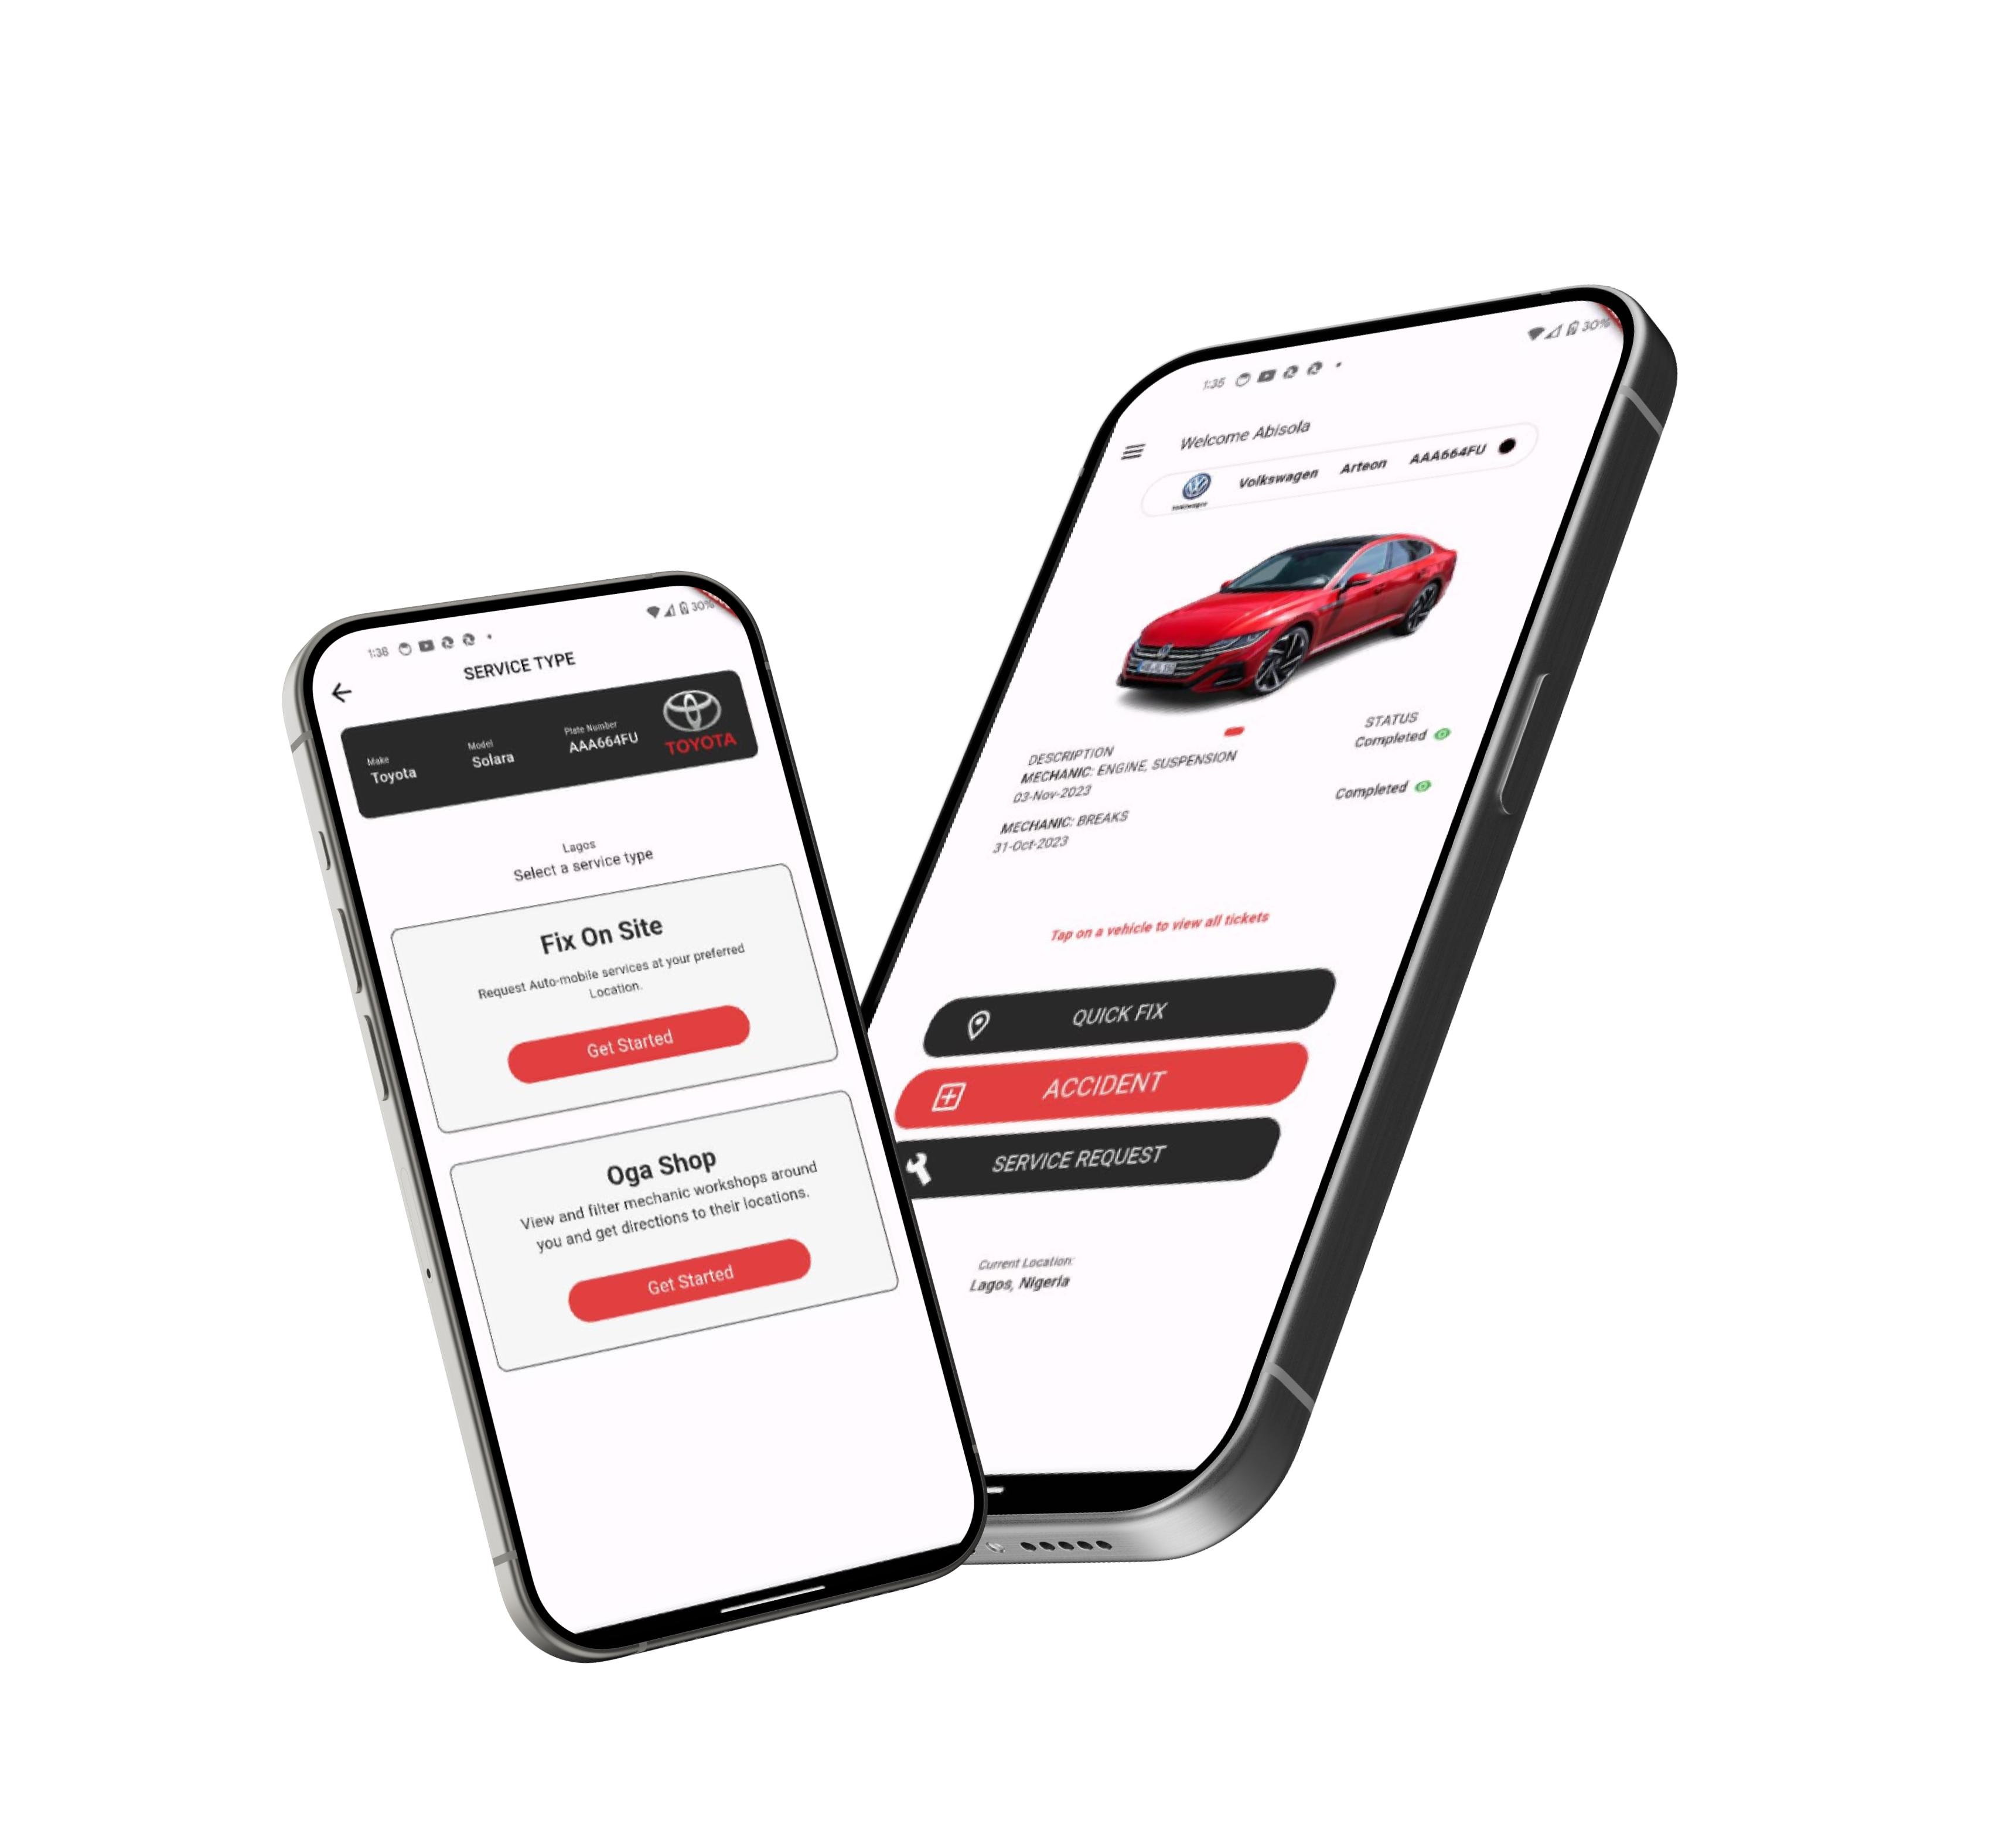 1:38
30%
SERVICE TYPE
Make
Toyota
Model
Solara
Plate Number
AAA664FU
TOYOTA
Lagos
Select a service type
Fix On Site
Request Auto-mobile services at your preferred
Location.
Get Started
Oga Shop
View and filter mechanic workshops around
you and get directions to their locations.
Get Started
1:35
30%
Welcome Abisola
Volkswagen Arteon AAA664FU
DESCRIPTION
STATUS
MECHANIC: ENGINE, SUSPENSION
Completed
03-Nov-2023
MECHANIC: BREAKS
Completed
31-Oct-2023
Tap on a vehicle to view all tickets
QUICK FIX
ACCIDENT
SERVICE REQUEST
Current Location:
Lagos, Nigeria